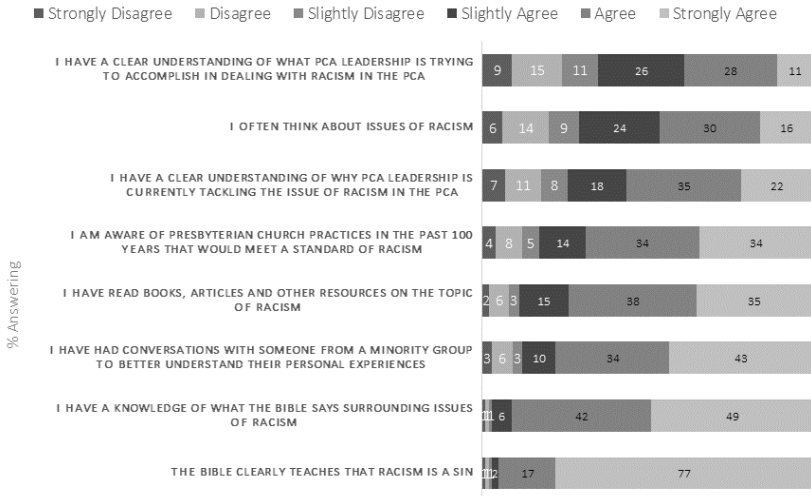 Strongly Disagree Disagree Slightly Disagree Slightly Agree Agree Strongly Agree
I HAVE A CLEAR UNDERSTANDING OF WHAT PCA LEADERSHIP IS TRYING
TO ACCOMPLISH IN DEALING WITH RACISM IN THE PCA
9 15 11 26 28 11
I OFTEN THINK ABOUT ISSUES OF RACISM
6 14 9 24 30 16
I HAVE A CLEAR UNDERSTANDING OF WHY PCA LEADERSHIP IS
CURRENTLY TACKLING THE ISSUE OF RACISM IN THE PCA
7 11 8 18 35 22
I AM AWARE OF PRESBYTERIAN CHURCH PRACTICES IN THE PAST 100
YEARS THAT WOULD MEET A STANDARD OF RACISM
4 8 5 14 34 34
% Answering
I HAVE READ BOOKS, ARTICLES AND OTHER RESOURCES ON THE TOPIC
OF RACISM
2 6 3 15 38 35
I HAVE HAD CONVERSATIONS WITH SOMEONE FROM A MINORITY GROUP
TO BETTER UNDERSTAND THEIR PERSONAL EXPERIENCES
3 6 3 10 34 43
I HAVE A KNOWLEDGE OF WHAT THE BIBLE SAYS SURROUNDING ISSUES
OF RACISM
1 1 1 6 42 49
THE BIBLE CLEARLY TEACHES THAT RACISM IS A SIN
1 1 1 2 17 77